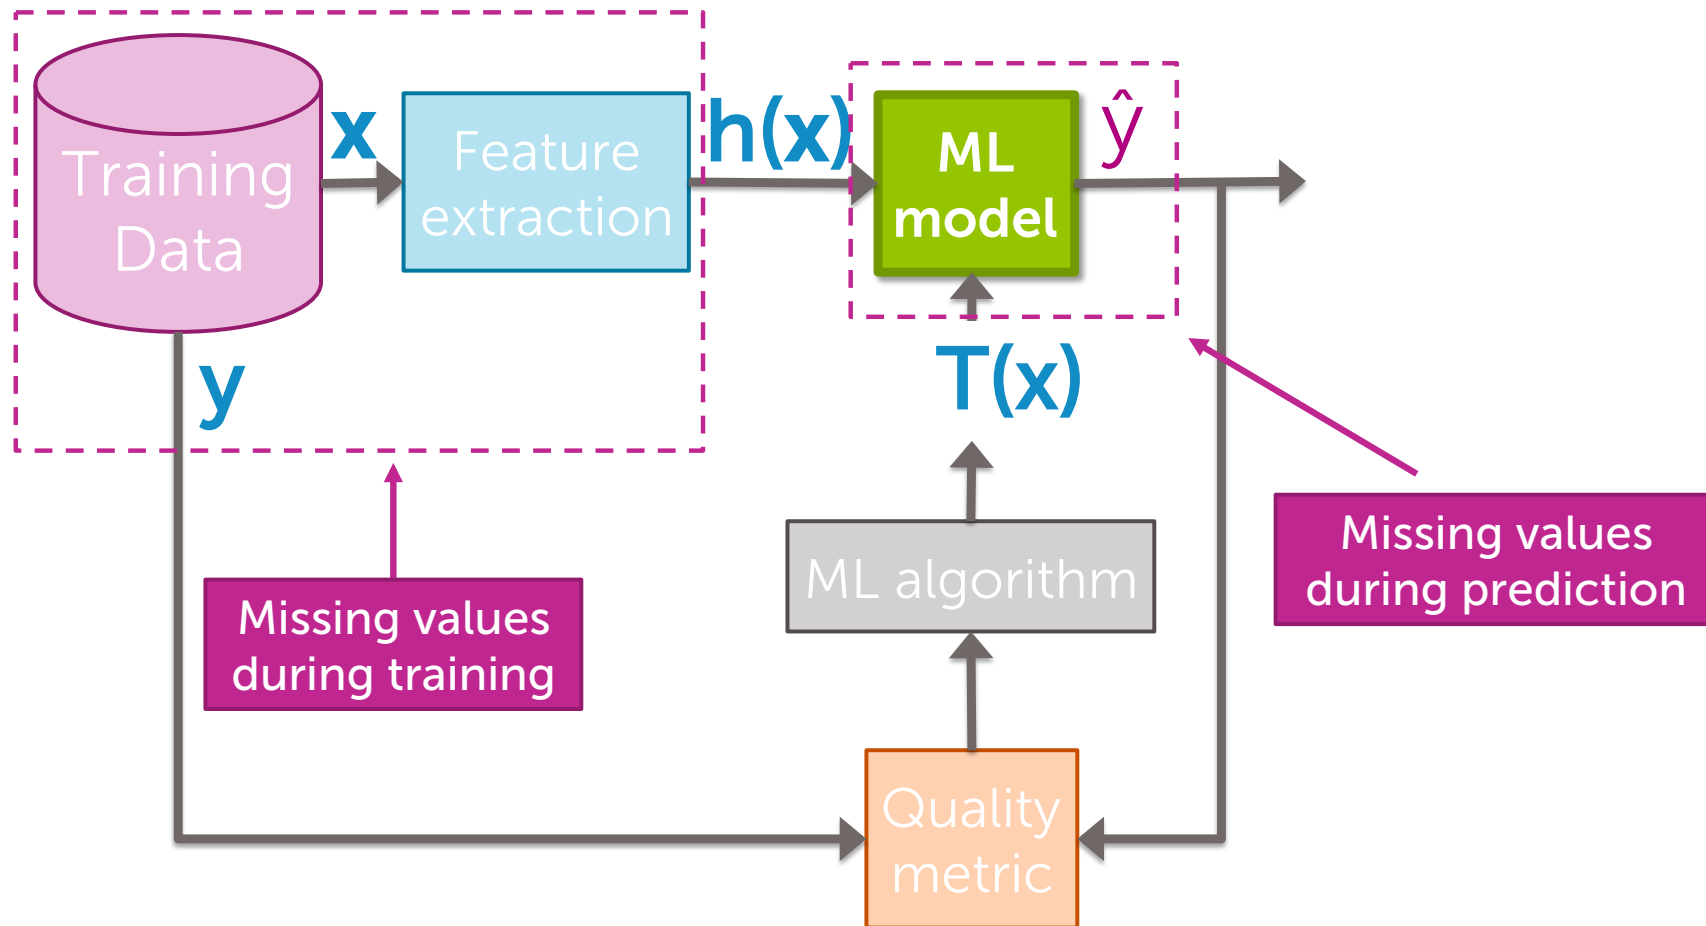 Training
Data
x
Feature
extraction
h(x)
ML
model
ŷ
y
T(x)
ML algorithm
Missing values
during training
Missing values
during prediction
Quality
metric